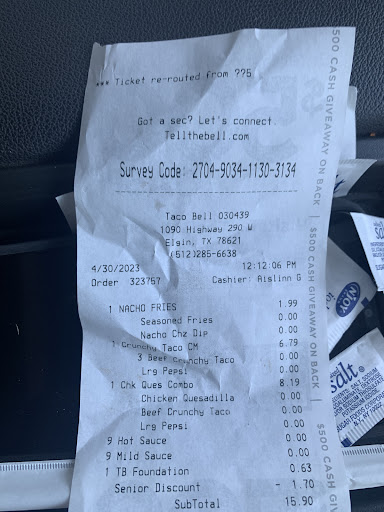 *** Ticket re-routed from ??5
Got a sec? Let's connect.
Tellthebell.com
Survey Code: 2704-9034-1130-3134
Taco Bell 030439
1090 Highway 290 W
Elgin, TX 78621
(512)285-6638
4/30/2023 12:12:06 PM
Order 323757 Cashier: Aislinn G
1 NACHO FRIES 1.99
Seasoned Fries 0.00
Nacho Chz Dip 0.00
1 Crunchy Taco CM 6.79
3 Beef Crunchy Taco 0.00
Lrg Pepsi 0.00
1 Chk Ques Combo 8.19
Chicken Quesadilla 0.00
Beef Crunchy Taco 0.00
Lrg Pepsi 0.00
9 Hot Sauce 0.00
9 Mild Sauce 0.00
1 TB Foundation 0.63
Senior Discount - 1.70
SubTotal 15.90
$500 CASH GIVEAWAY ON BACK | $500 CASH GIVEAWAY ON BACK | $500 CASH
NJOY
salt